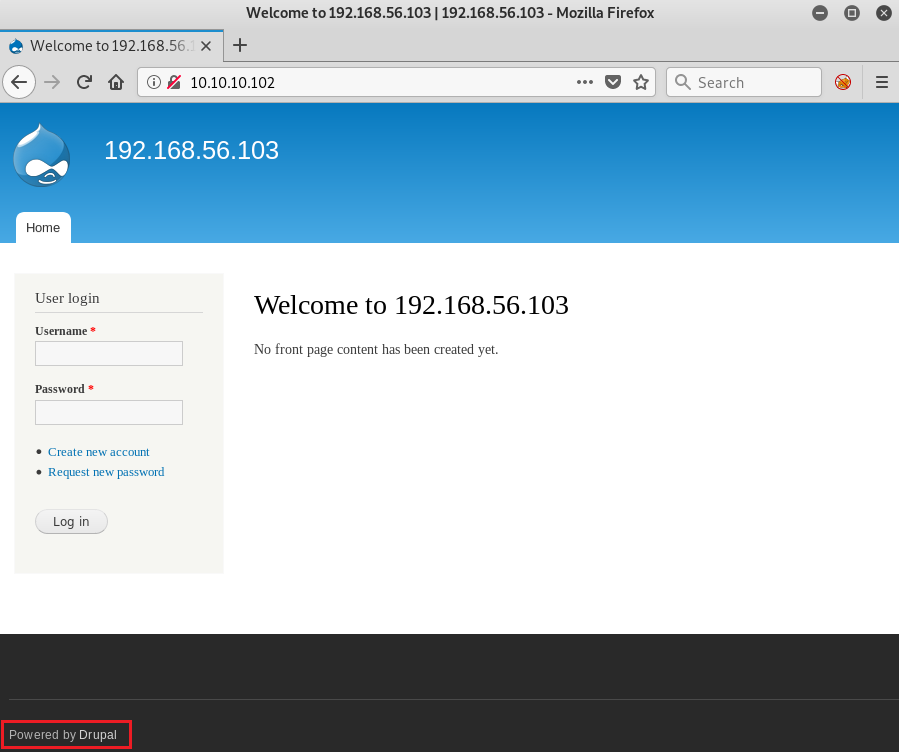 Welcome to 192.168.56.103 | 192.168.56.103 - Mozilla Firefox
Welcome to 192.168.56.1
10.10.10.102
Search
192.168.56.103
Home
User login
Username *
Password *
Create new account
Request new password
Log in
Welcome to 192.168.56.103
No front page content has been created yet.
Powered by Drupal